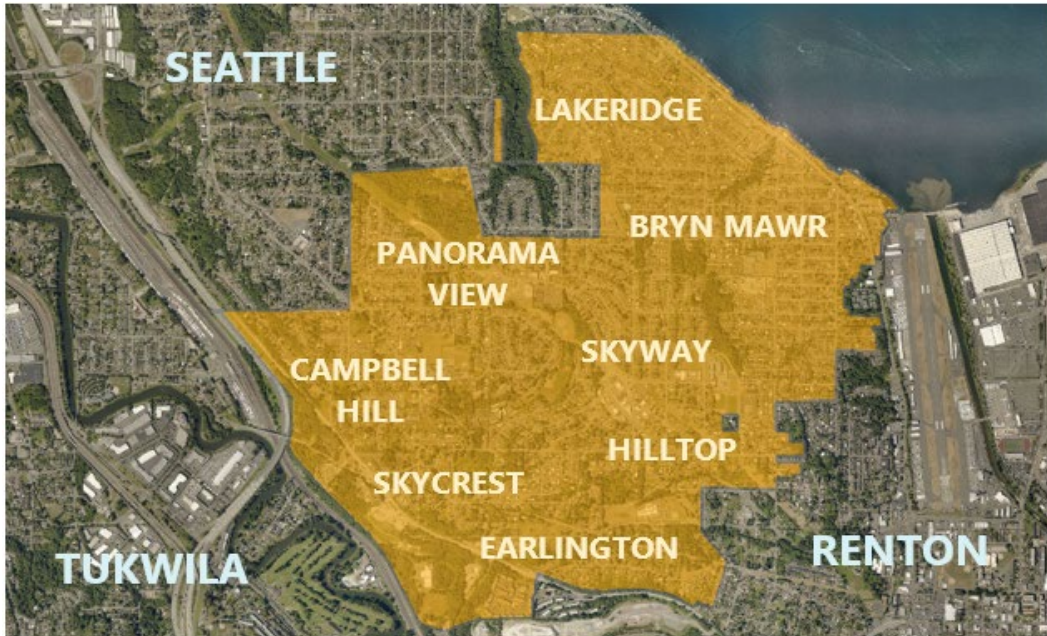 SEATTLE
LAKERIDGE
BRYN MAWR
PANORAMA
VIEW
SKYWAY
CAMPBELL
HILL
HILLTOP
SKYCREST
EARLINGTON
RENTON
TUKWILA